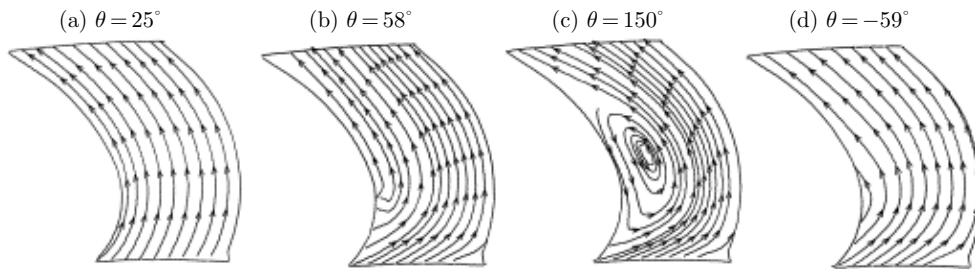 (a) θ = 25°
(b) θ = 58°
(c) θ = 150°
(d) θ = −59°